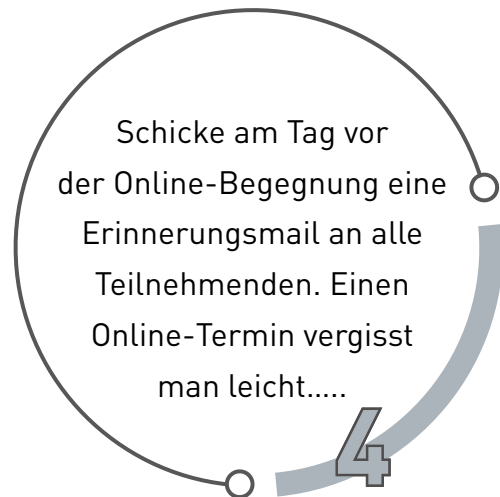 Schicke am Tag vor
der Online-Begegnung eine
Erinnerungsmail an alle
Teilnehmenden. Einen
Online-Termin vergisst
man leicht.....
4